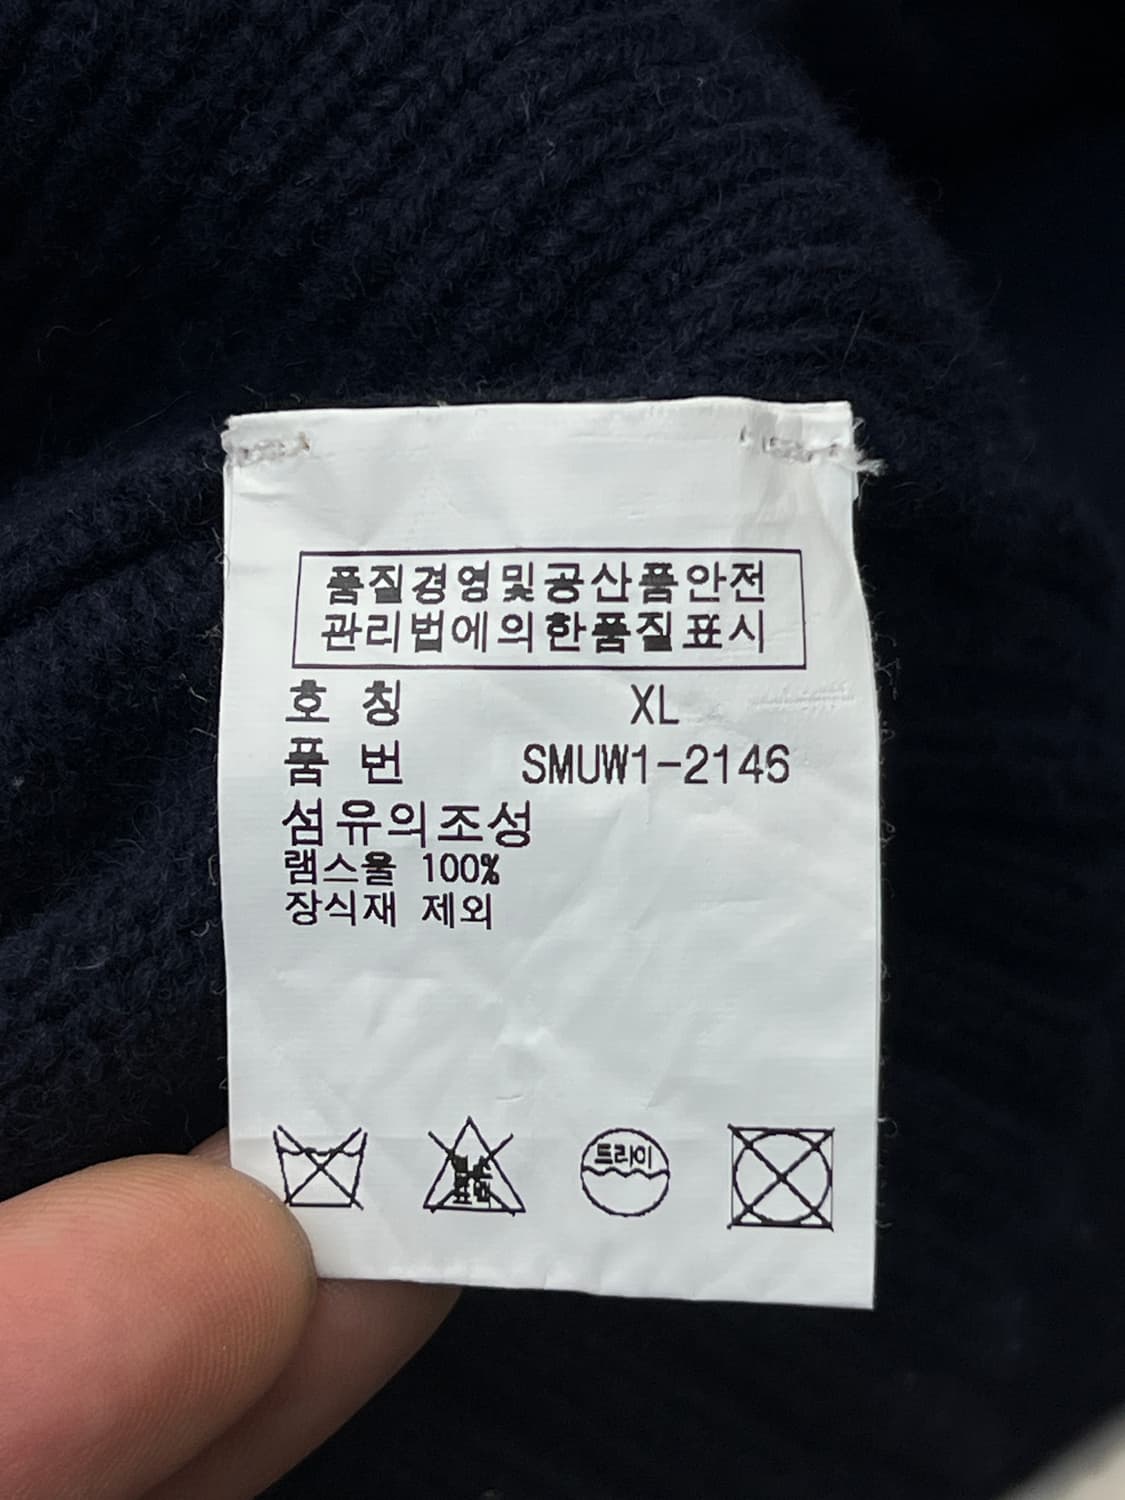 품질경영및공산품안전
관리법에의한품질표시
호 칭 XL
품 번 SMUW1-2146
섬유의조성
램스울 100%
장식재 제외
드라이